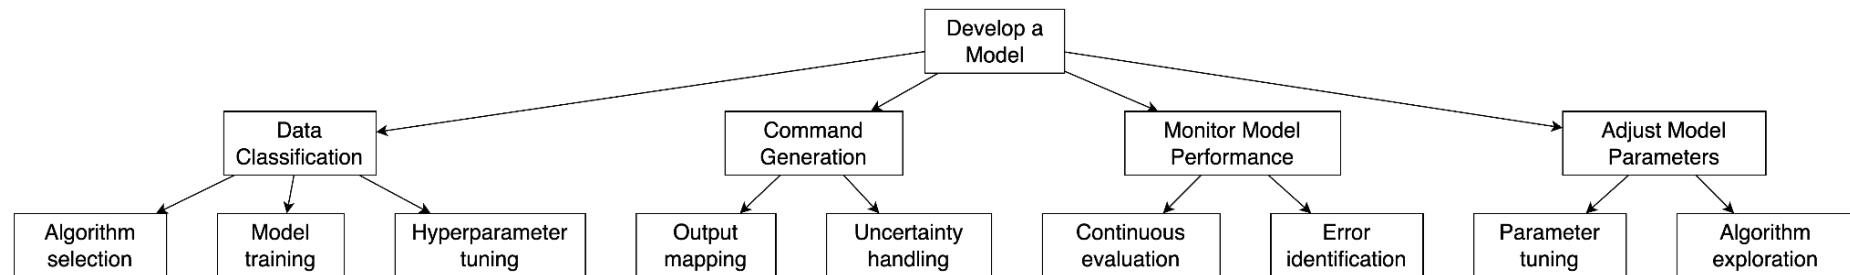 Develop a
Model
Data
Classification
Command
Generation
Monitor Model
Performance
Adjust Model
Parameters
Algorithm
selection
Model
training
Hyperparameter
tuning
Output
mapping
Uncertainty
handling
Continuous
evaluation
Error
identification
Parameter
tuning
Algorithm
exploration